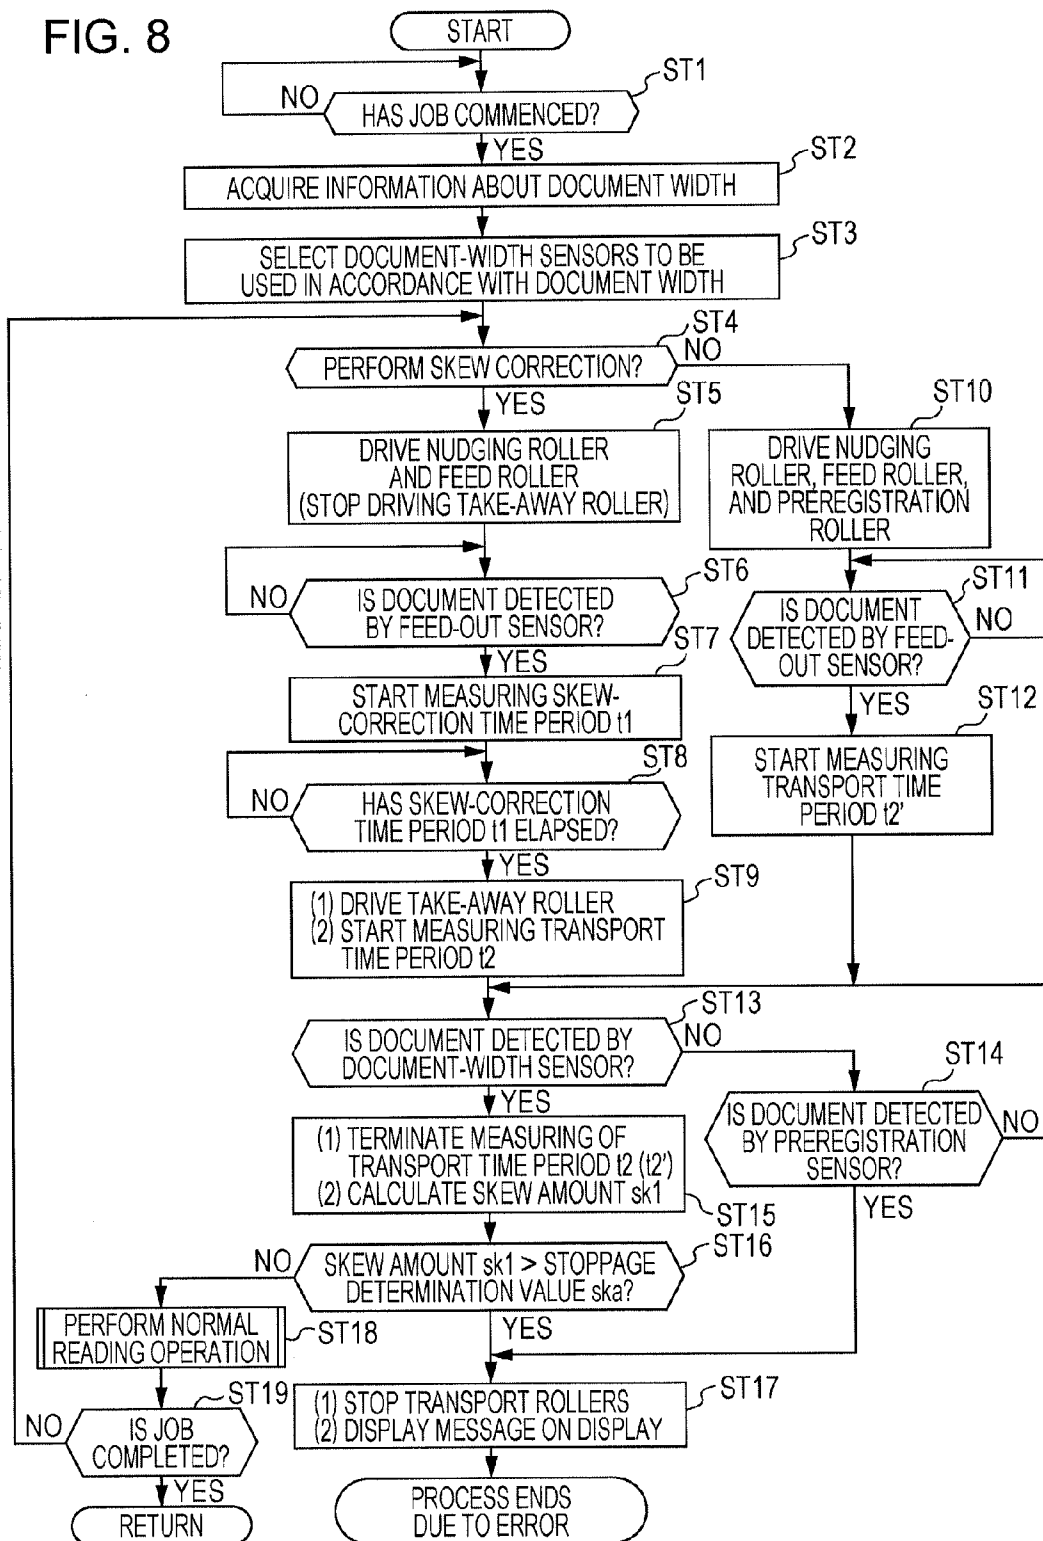 FIG. 8
START
ST1
NO
HAS JOB COMMENCED?
YES
ST2
ACQUIRE INFORMATION ABOUT DOCUMENT WIDTH
ST3
SELECT DOCUMENT-WIDTH SENSORS TO BE
USED IN ACCORDANCE WITH DOCUMENT WIDTH
ST4
PERFORM SKEW CORRECTION?
NO
YES
ST5
DRIVE NUDGING ROLLER
AND FEED ROLLER
(STOP DRIVING TAKE-AWAY ROLLER)
ST10
DRIVE NUDGING
ROLLER, FEED ROLLER,
AND PREREGISTRATION
ROLLER
ST6
NO
IS DOCUMENT DETECTED
BY FEED-OUT SENSOR?
YES
ST11
IS DOCUMENT
DETECTED BY FEED-
OUT SENSOR?
NO
YES
ST7
START MEASURING SKEW-
CORRECTION TIME PERIOD t1
ST12
START MEASURING
TRANSPORT TIME
PERIOD t2'
ST8
NO
HAS SKEW-CORRECTION
TIME PERIOD t1 ELAPSED?
YES
ST9
(1) DRIVE TAKE-AWAY ROLLER
(2) START MEASURING TRANSPORT
TIME PERIOD t2
ST13
IS DOCUMENT DETECTED BY
DOCUMENT-WIDTH SENSOR?
NO
YES
ST14
IS DOCUMENT DETECTED
BY PREREGISTRATION
SENSOR?
NO
YES
(1) TERMINATE MEASURING OF
TRANSPORT TIME PERIOD t2 (t2')
(2) CALCULATE SKEW AMOUNT sk1
ST15
ST16
NO
SKEW AMOUNT sk1 > STOPPAGE
DETERMINATION VALUE ska?
YES
PERFORM NORMAL
READING OPERATION
ST18
ST17
(1) STOP TRANSPORT ROLLERS
(2) DISPLAY MESSAGE ON DISPLAY
ST19
NO
IS JOB
COMPLETED?
YES
RETURN
PROCESS ENDS
DUE TO ERROR